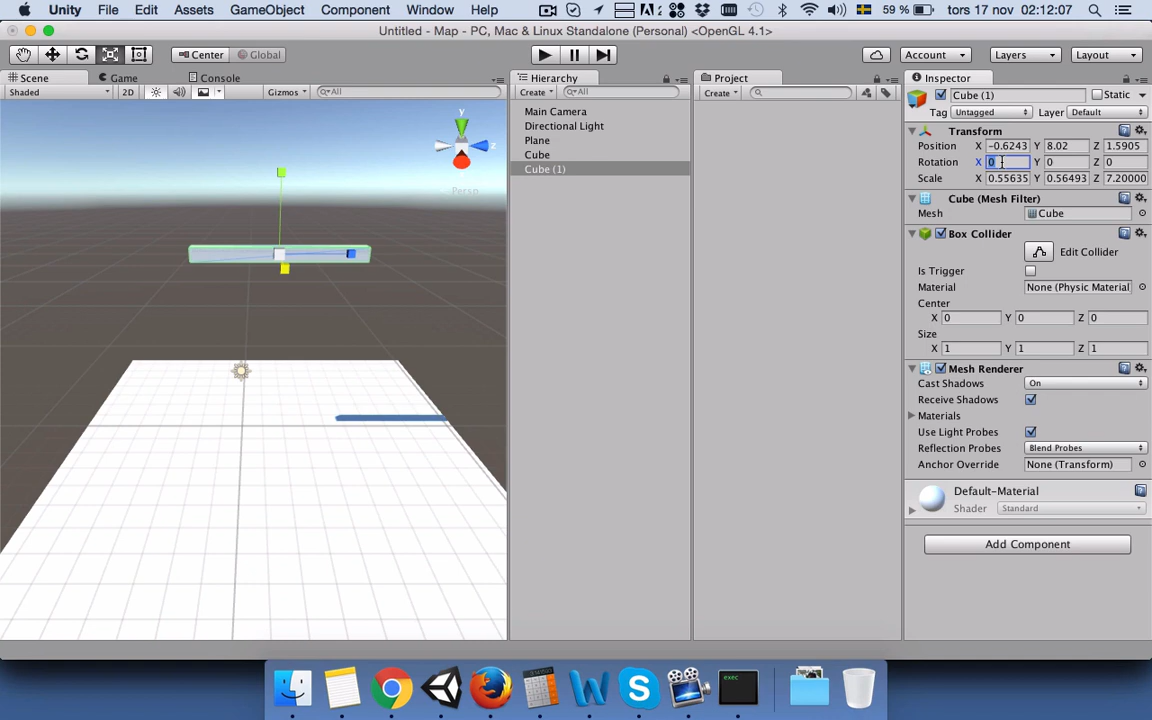 Unity File Edit Assets GameObject Component Window Help 59 % tors 17 nov 02:12:07
Untitled - Map - PC, Mac & Linux Standalone (Personal) <OpenGL 4.1>
Center Global Account Layers Layout
Scene Game Console Hierarchy Project Inspector
Shaded 2D Gizmos All Create All Create Cube (1) Static
Tag Untagged Layer Default
Main Camera
Directional Light
Plane
Cube
Cube (1)
y
z
Persp
Transform
Position X -0.6243 Y 8.02 Z 1.5905
Rotation X 0 Y 0 Z 0
Scale X 0.55635 Y 0.56493 Z 7.20000
Cube (Mesh Filter)
Mesh Cube
Box Collider
Edit Collider
Is Trigger
Material None (Physic Material
Center
X 0 Y 0 Z 0
Size
X 1 Y 1 Z 1
Mesh Renderer
Cast Shadows On
Receive Shadows
Materials
Use Light Probes
Reflection Probes Blend Probes
Anchor Override None (Transform)
Default-Material
Shader Standard
Add Component
exec